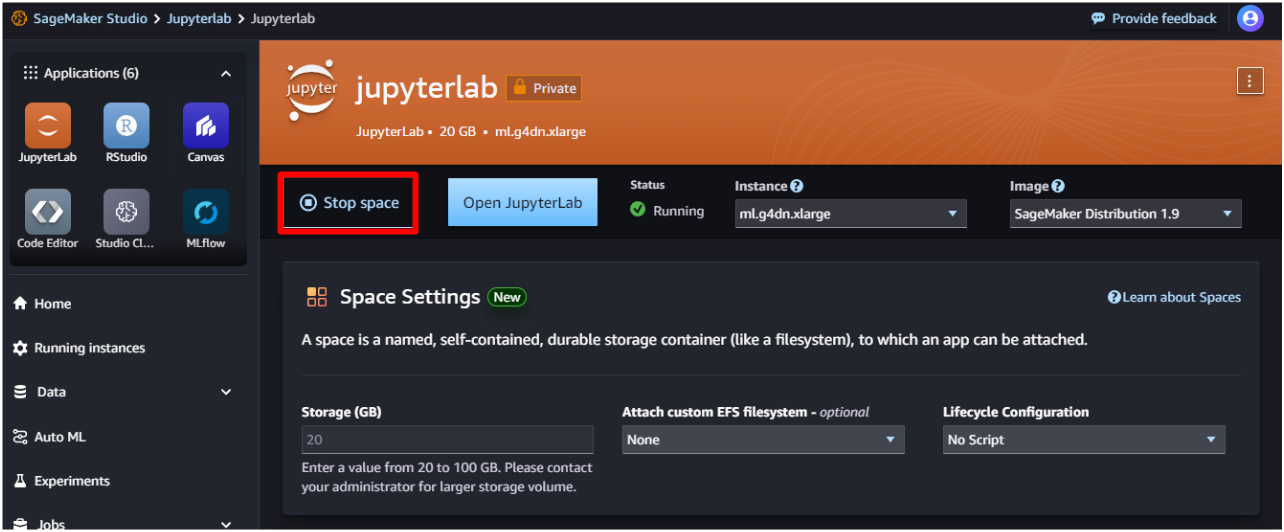 SageMaker Studio > Jupyterlab > Jupyterlab
Provide feedback
Applications (6)
JupyterLab
RStudio
Canvas
Code Editor
Studio Cl...
MLflow
Home
Running instances
Data
Auto ML
Experiments
Jobs
jupyter
jupyterlab
Private
JupyterLab • 20 GB • ml.g4dn.xlarge
Stop space
Open JupyterLab
Status
Running
Instance
ml.g4dn.xlarge
Image
SageMaker Distribution 1.9
Space Settings
New
Learn about Spaces
A space is a named, self-contained, durable storage container (like a filesystem), to which an app can be attached.
Storage (GB)
20
Enter a value from 20 to 100 GB. Please contact
your administrator for larger storage volume.
Attach custom EFS filesystem - optional
None
Lifecycle Configuration
No Script